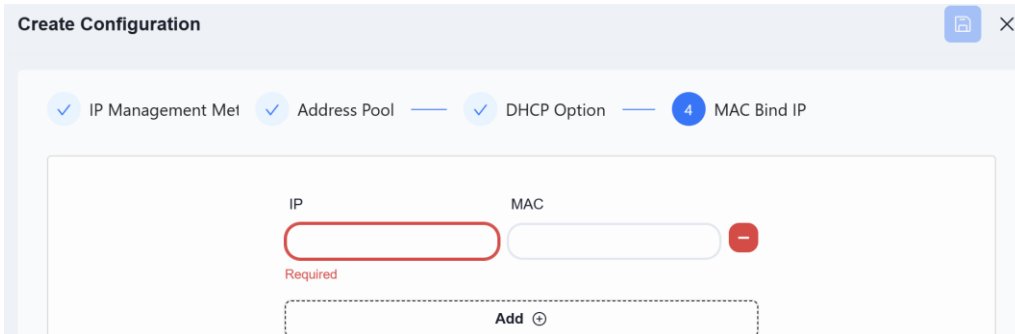 Create Configuration
IP Management Met Address Pool DHCP Option 4 MAC Bind IP
IP MAC
Required
Add